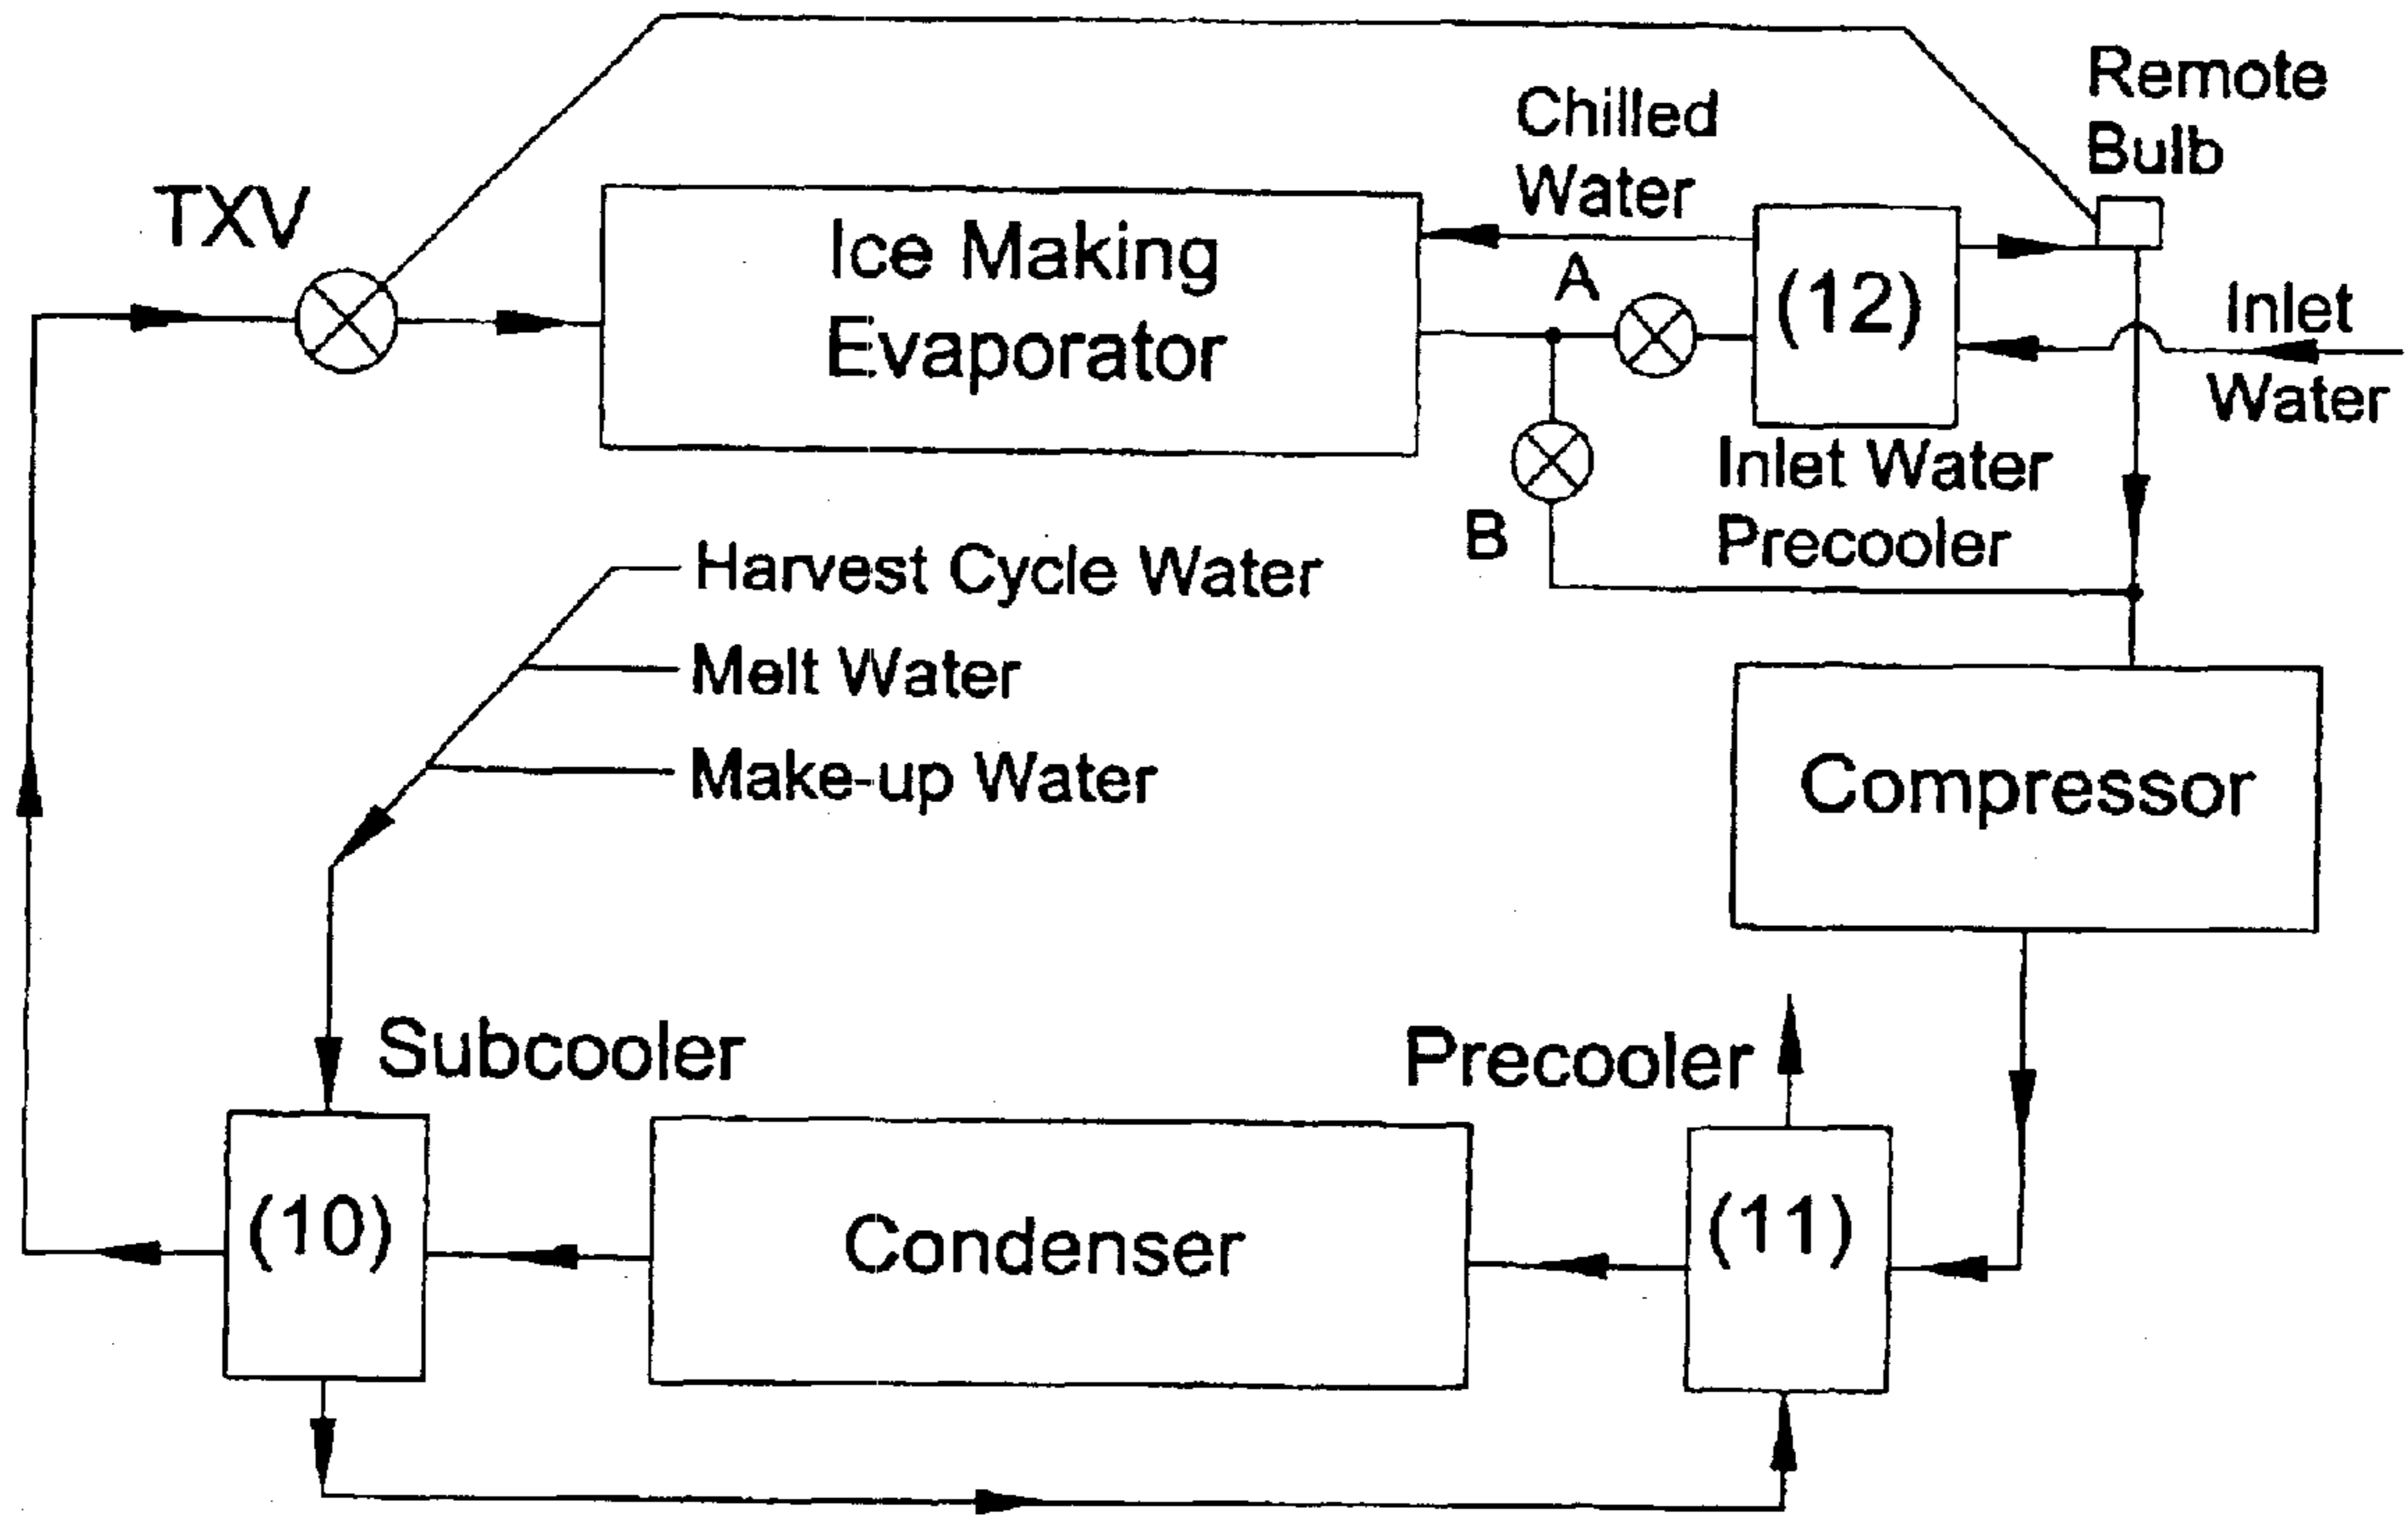 Remote
Bulb
Chilled
Water
TXV
Ice Making
Evaporator
A
(12)
Inlet
Water
Inlet Water
Precooler
B
Harvest Cycle Water
Melt Water
Make-up Water
Compressor
Subcooler
Precooler
(10)
Condenser
(11)